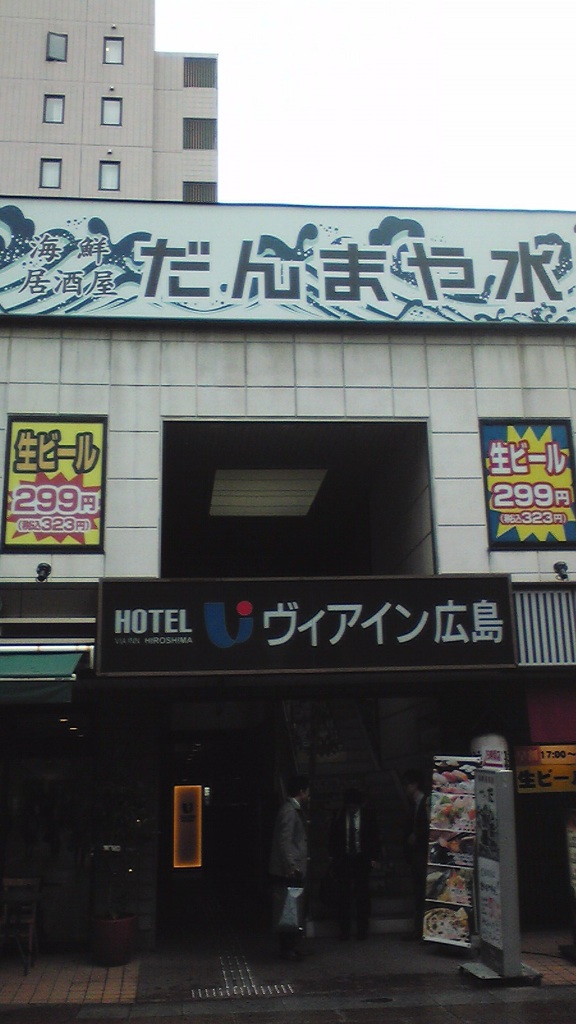 海鮮
居酒屋
だんまや水
生ビール
299円
(税込323円)
生ビール
299円
(税込323円)
HOTEL
VIA INN HIROSHIMA
ヴィアイン広島
17:00～
生ビー